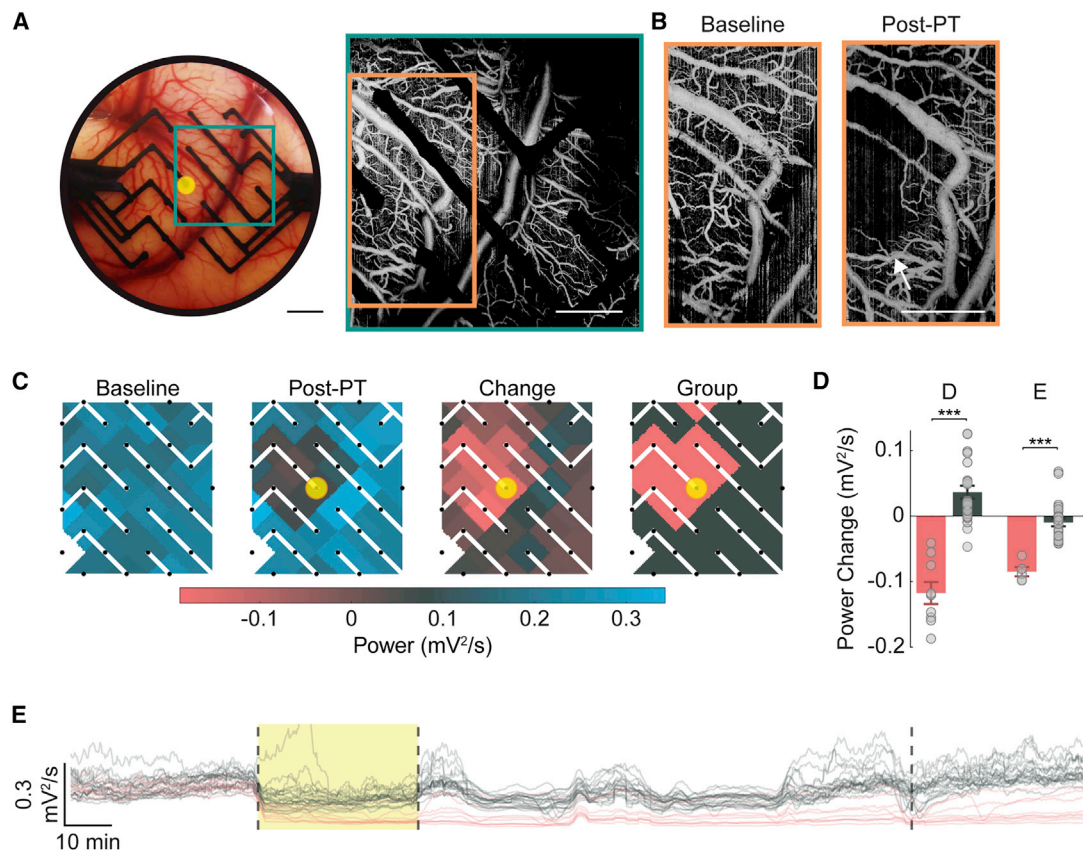 A
B
Baseline
Post-PT
C
Baseline
Post-PT
Change
Group
-0.1
0
0.1
0.2
0.3
Power (mV²/s)
D
D
E
***
***
0.1
0
-0.1
-0.2
Power Change (mV²/s)
E
0.3
mV²/s
10 min